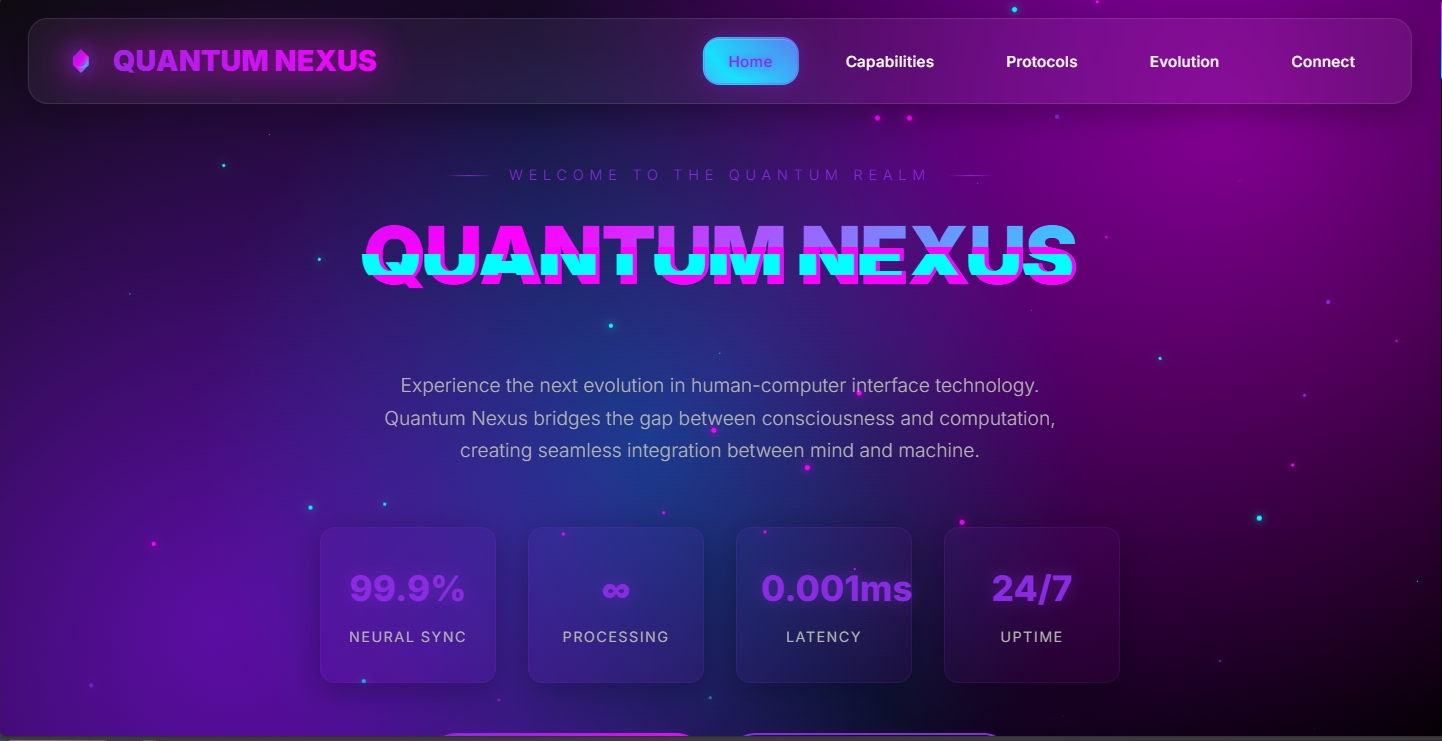 QUANTUM NEXUS
Home Capabilities Protocols Evolution Connect
WELCOME TO THE QUANTUM REALM
QUANTUM NEXUS
Experience the next evolution in human-computer interface technology.
Quantum Nexus bridges the gap between consciousness and computation,
creating seamless integration between mind and machine.
99.9% ∞ 0.001ms 24/7
NEURAL SYNC PROCESSING LATENCY UPTIME